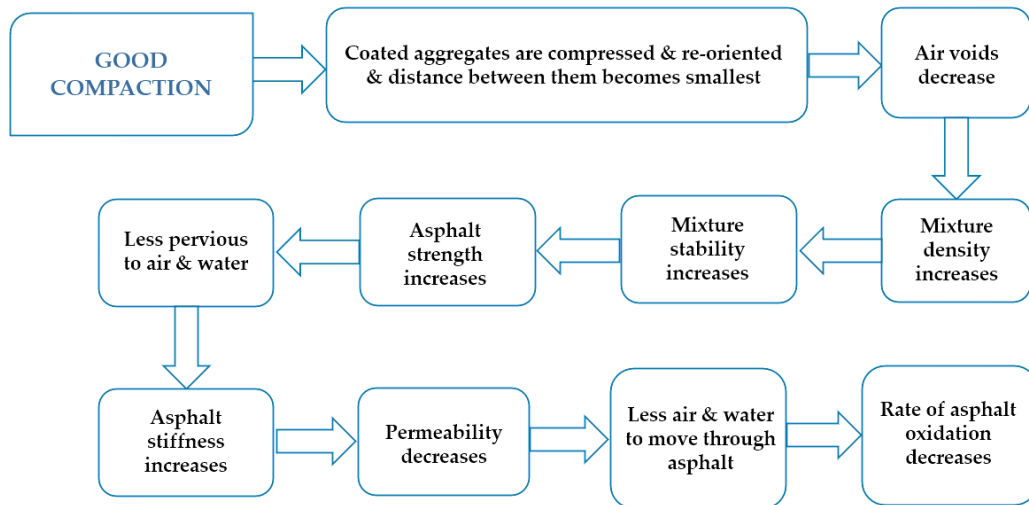 GOOD
COMPACTION
Coated aggregates are compressed & re-oriented
& distance between them becomes smallest
Air voids
decrease
Mixture
density
increases
Mixture
stability
increases
Asphalt
strength
increases
Less pervious
to air & water
Asphalt
stiffness
increases
Permeability
decreases
Less air & water
to move through
asphalt
Rate of asphalt
oxidation
decreases